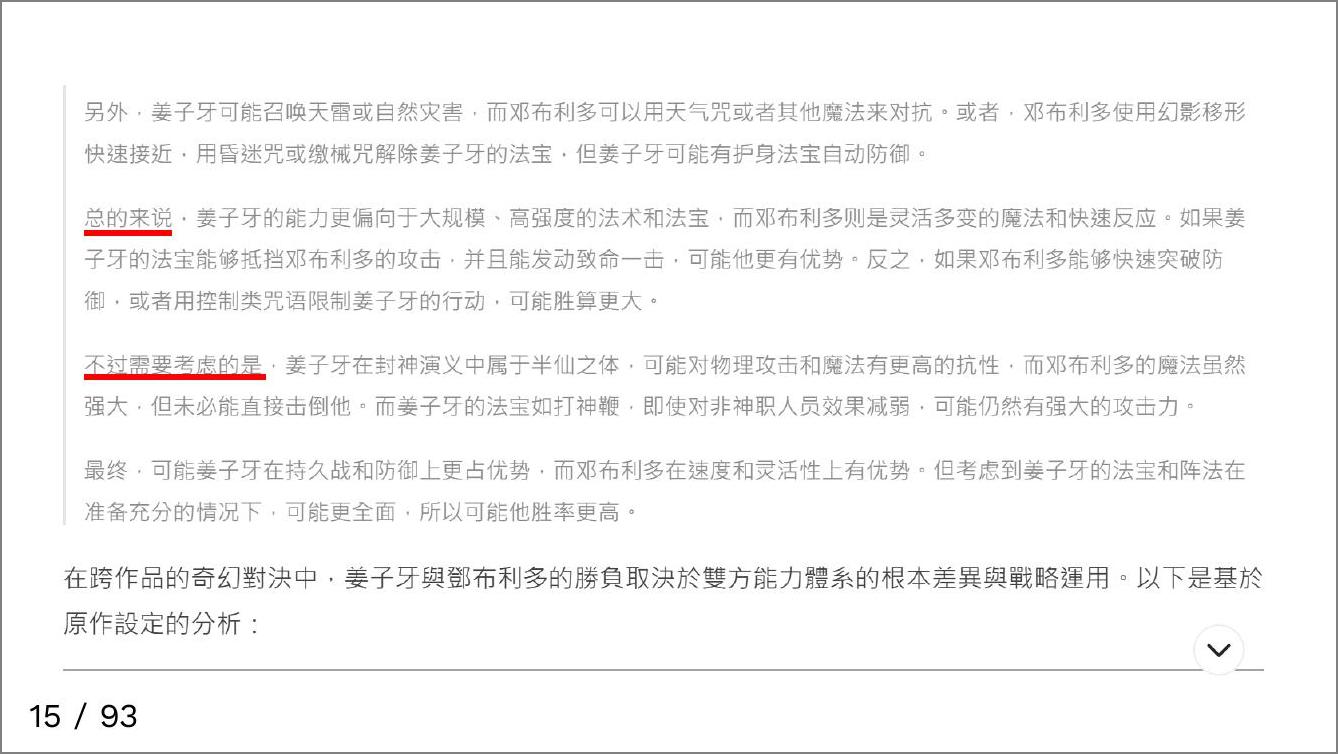 另外，姜子牙可能召唤天雷或自然灾害，而邓布利多可以用天气咒或者其他魔法来对抗。或者，邓布利多使用幻影移形
快速接近，用昏迷咒或缴械咒解除姜子牙的法宝，但姜子牙可能有护身法宝自动防御。
总的来说，姜子牙的能力更偏向于大规模、高强度的法术和法宝，而邓布利多则是灵活多变的魔法和快速反应。如果姜
子牙的法宝能够抵挡邓布利多的攻击，并且能发动致命一击，可能他更有优势。反之，如果邓布利多能够快速突破防
御，或者用控制类咒语限制姜子牙的行动，可能胜算更大。
不过需要考虑的是，姜子牙在封神演义中属于半仙之体，可能对物理攻击和魔法有更高的抗性，而邓布利多的魔法虽然
强大，但未必能直接击倒他。而姜子牙的法宝如打神鞭，即使对非神职人员效果减弱，可能仍然有强大的攻击力。
最终，可能姜子牙在持久战和防御上更占优势，而邓布利多在速度和灵活性上有优势。但考虑到姜子牙的法宝和阵法在
准备充分的情况下，可能更全面，所以可能他胜率更高。
在跨作品的奇幻對決中，姜子牙與鄧布利多的勝負取決於雙方能力體系的根本差異與戰略運用。以下是基於
原作設定的分析：
15 / 93